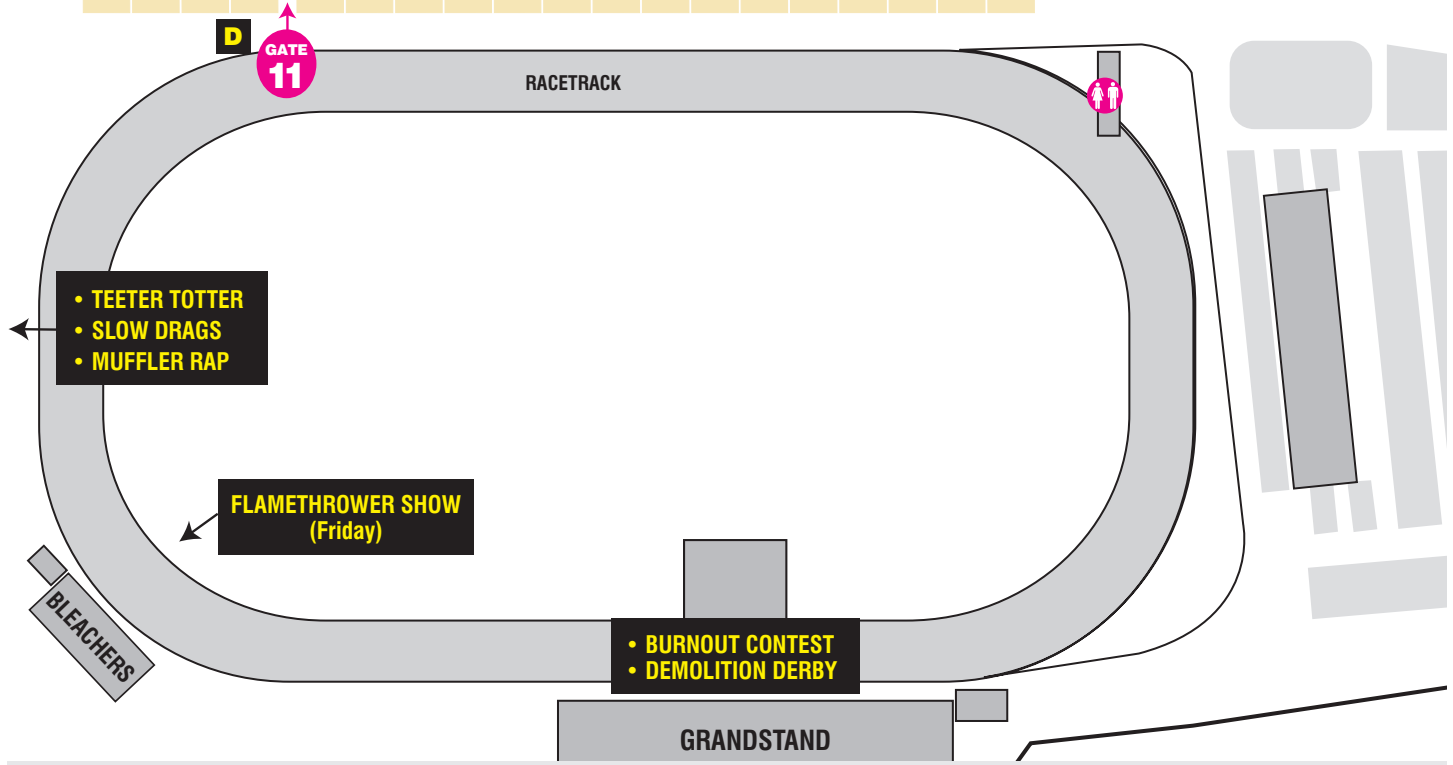 D
GATE
11
RACETRACK
• TEETER TOTTER
• SLOW DRAGS
• MUFFLER RAP
FLAMETHROWER SHOW
(Friday)
BLEACHERS
• BURNOUT CONTEST
• DEMOLITION DERBY
GRANDSTAND